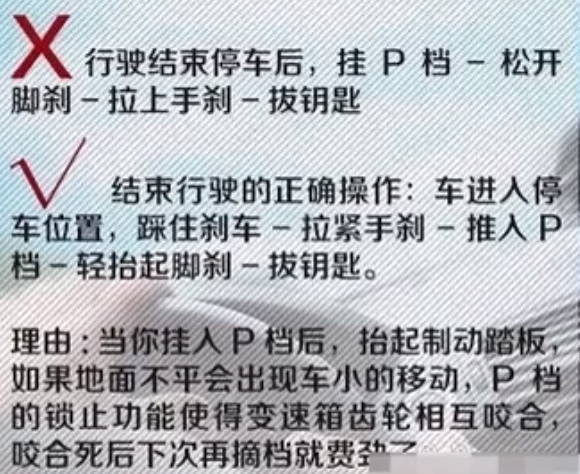 行驶结束停车后，挂 P 档 – 松开
脚刹 – 拉上手刹 – 拔钥匙
结束行驶的正确操作：车进入停
车位置，踩住刹车 – 拉紧手刹 – 推入 P
档 – 轻抬起脚刹 – 拔钥匙。
理由：当你挂入 P 档后，抬起制动踏板，
如果地面不平会出现车小的移动，P 档
的锁止功能使得变速箱齿轮相互咬合，
咬合死后下次再摘档就费劲了